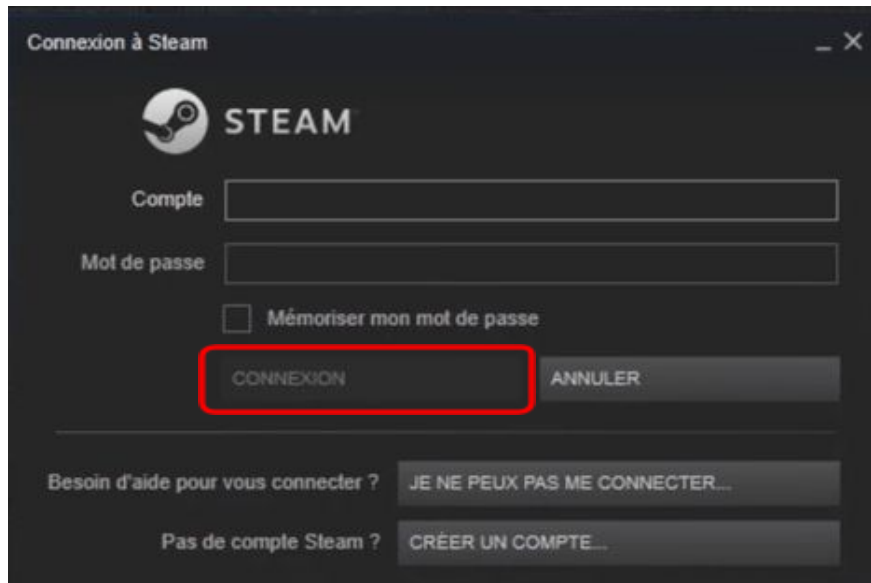 Connexion à Steam
STEAM
Compte
Mot de passe
Mémoriser mon mot de passe
CONNEXION
ANNULER
Besoin d'aide pour vous connecter ?
JE NE PEUX PAS ME CONNECTER...
Pas de compte Steam ?
CRÉER UN COMPTE...